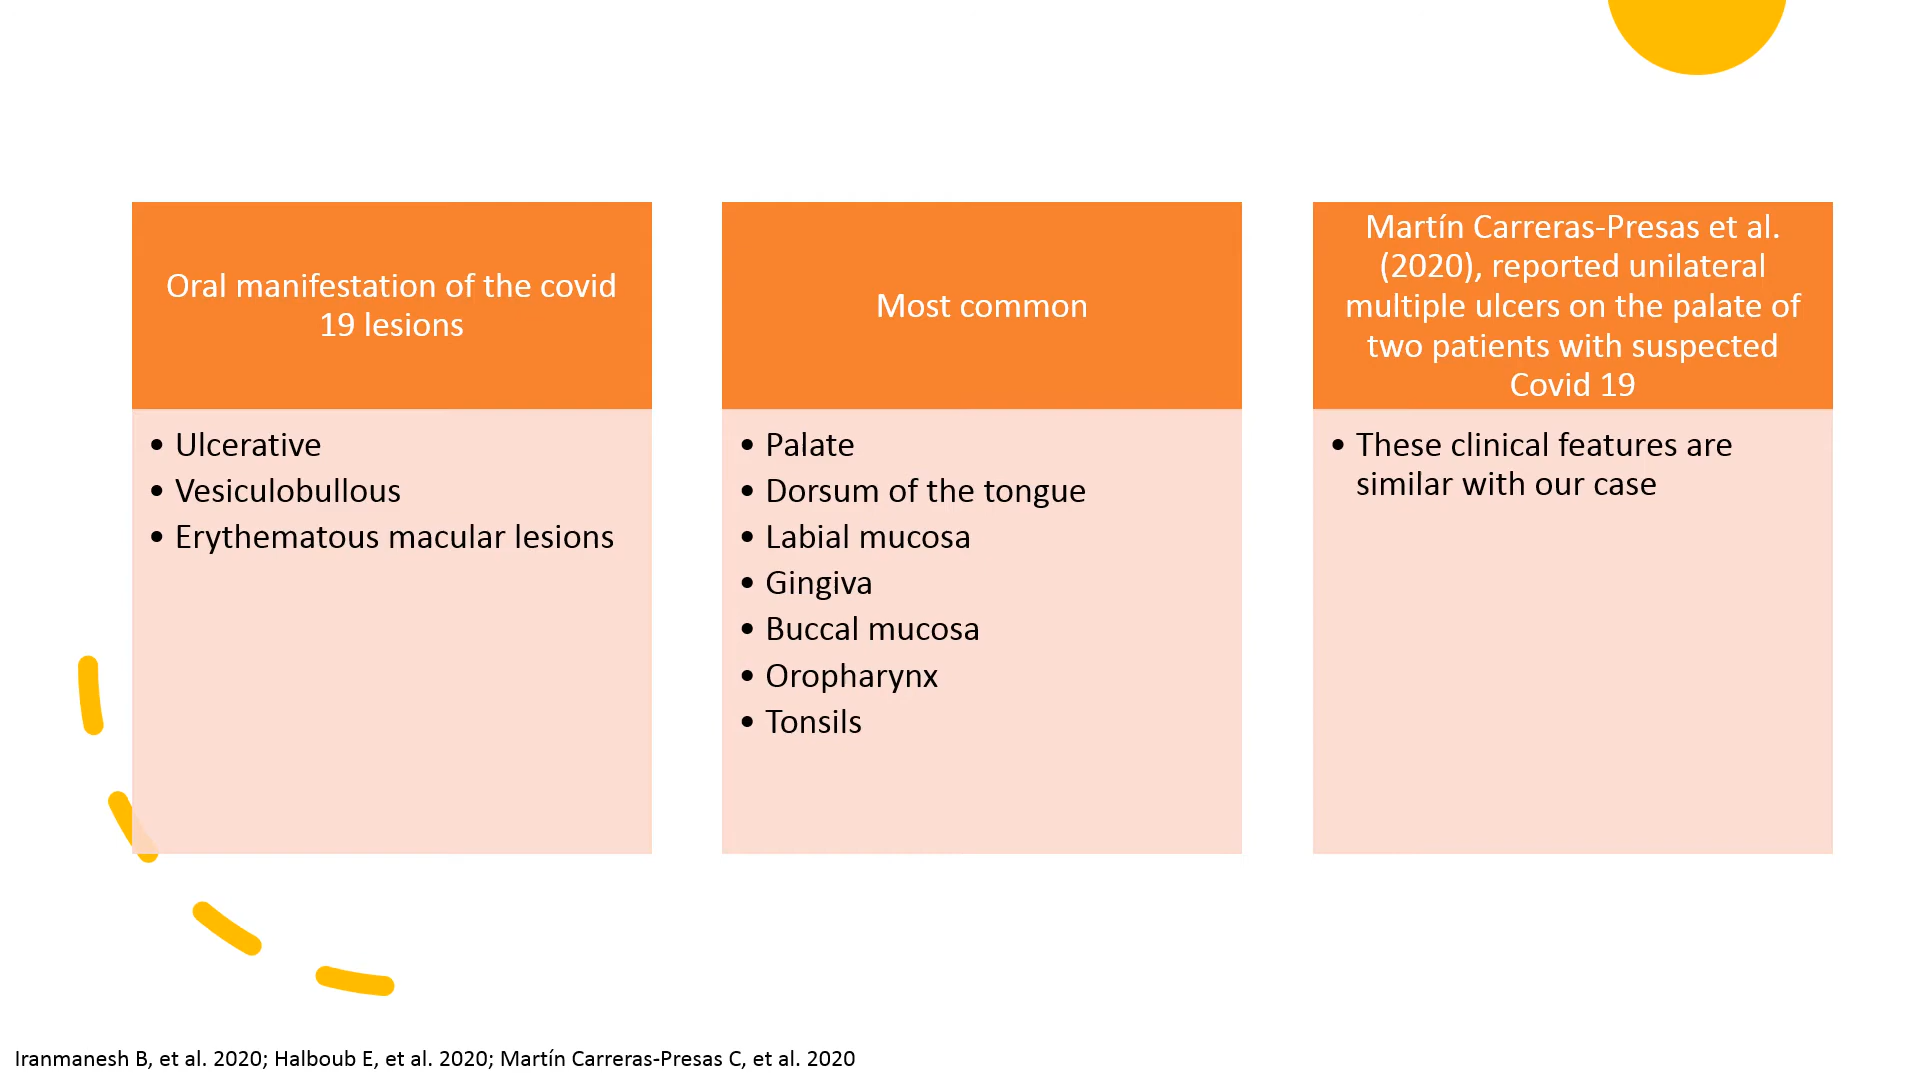 Oral manifestation of the covid
19 lesions
• Ulcerative
• Vesiculobullous
• Erythematous macular lesions
Most common
• Palate
• Dorsum of the tongue
• Labial mucosa
• Gingiva
• Buccal mucosa
• Oropharynx
• Tonsils
Martín Carreras-Presas et al.
(2020), reported unilateral
multiple ulcers on the palate of
two patients with suspected
Covid 19
• These clinical features are
similar with our case
Iranmanesh B, et al. 2020; Halboub E, et al. 2020; Martín Carreras-Presas C, et al. 2020